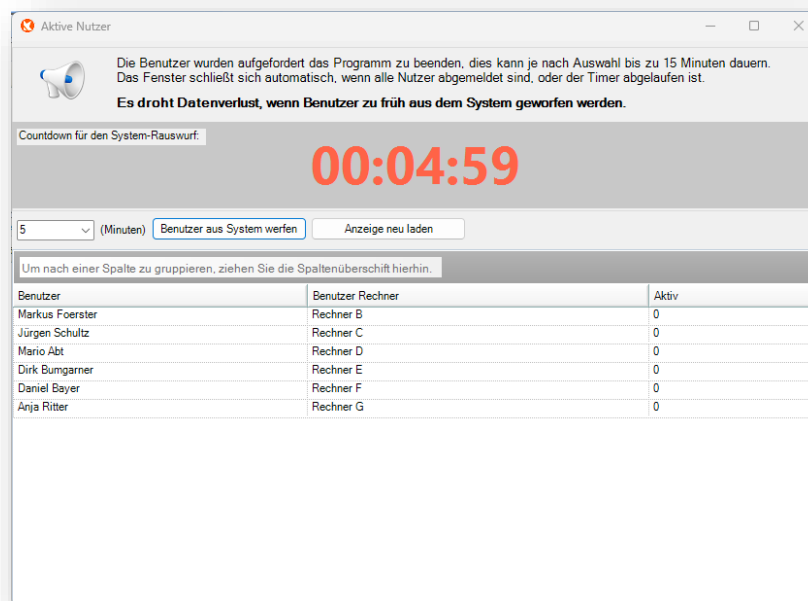 Aktive Nutzer
Die Benutzer wurden aufgefordert das Programm zu beenden, dies kann je nach Auswahl bis zu 15 Minuten dauern.
Das Fenster schließt sich automatisch, wenn alle Nutzer abgemeldet sind, oder der Timer abgelaufen ist.
Es droht Datenverlust, wenn Benutzer zu früh aus dem System geworfen werden.
Countdown für den System-Rauswurf:
00:04:59
5 (Minuten) Benutzer aus System werfen Anzeige neu laden
Um nach einer Spalte zu gruppieren, ziehen Sie die Spaltenüberschift hierhin.
Benutzer Benutzer Rechner Aktiv
Markus Foerster Rechner B 0
Jürgen Schultz Rechner C 0
Mario Abt Rechner D 0
Dirk Bumgarner Rechner E 0
Daniel Bayer Rechner F 0
Anja Ritter Rechner G 0